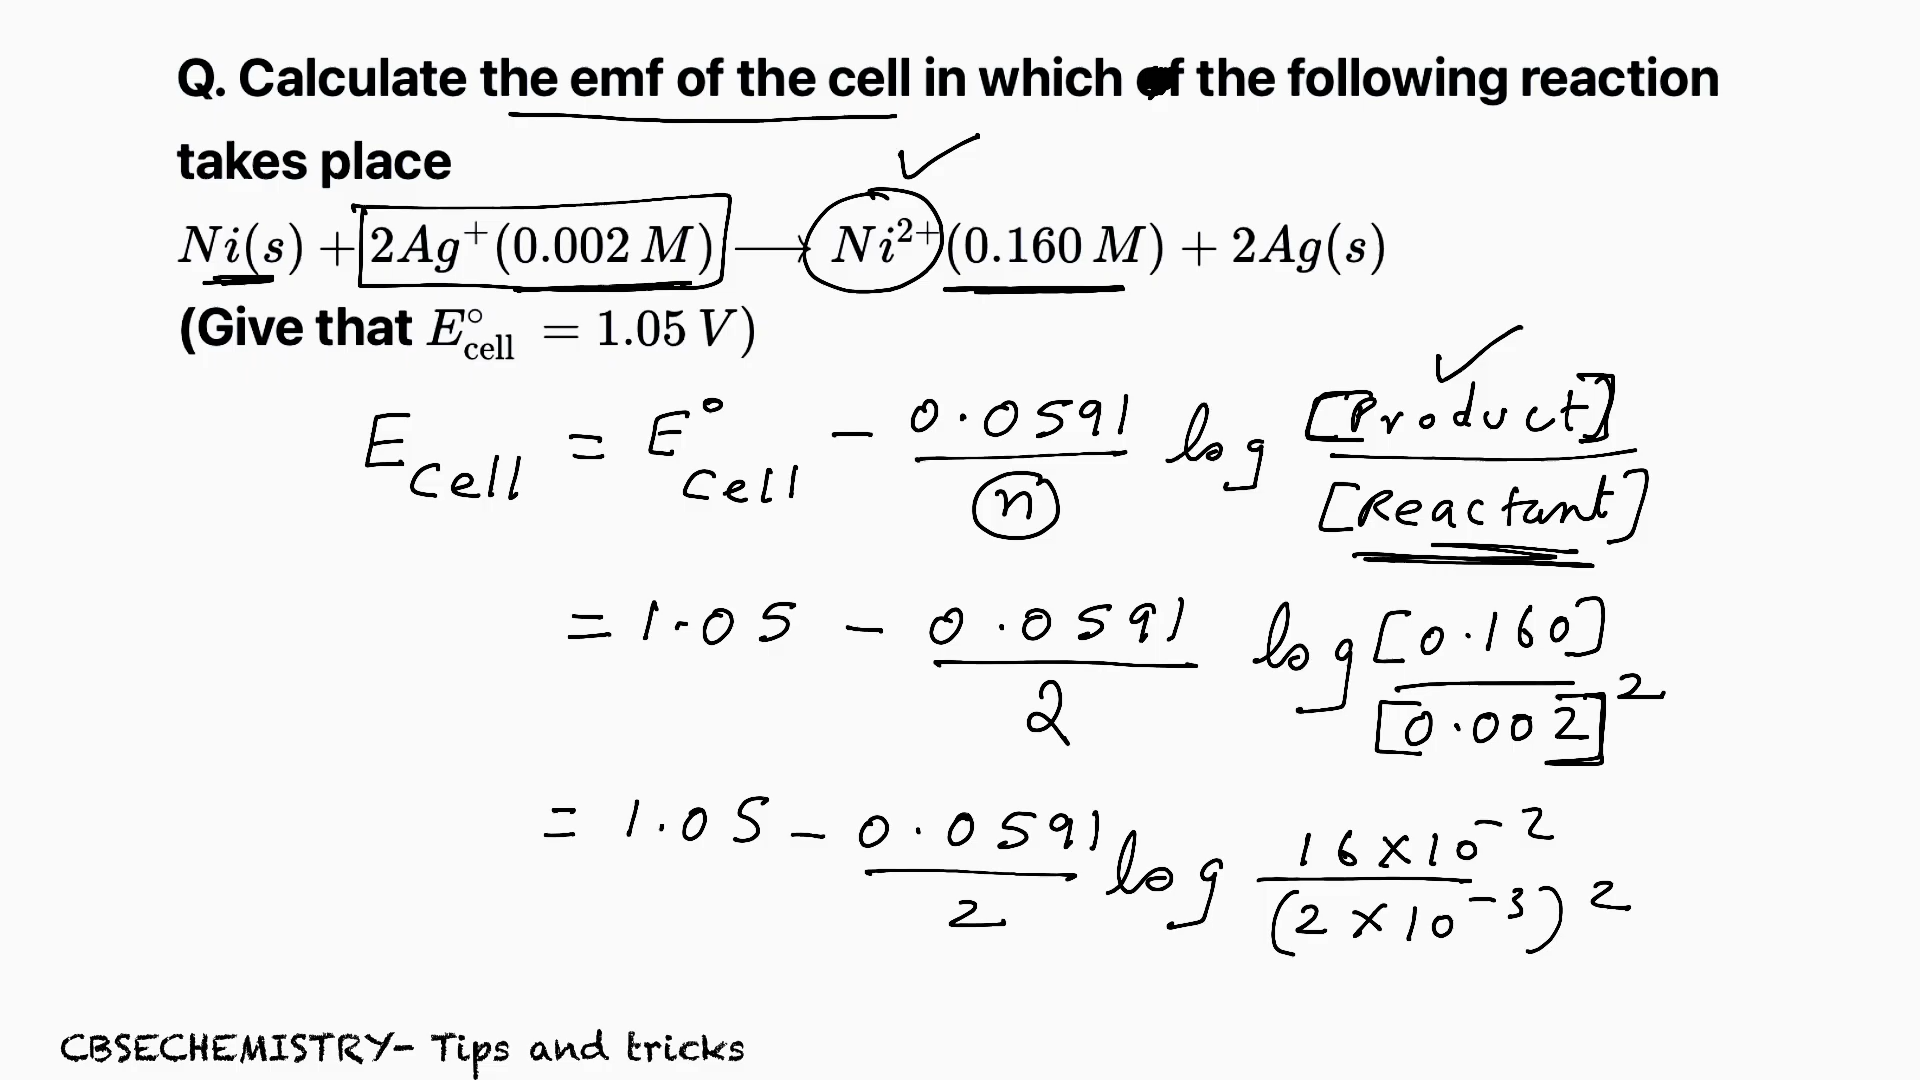 Q. Calculate the emf of the cell in which of the following reaction
takes place
Ni(s) + 2Ag⁺(0.002 M) ⟶ Ni²⁺(0.160 M) + 2Ag(s)
(Give that E°cell = 1.05 V)
Ecell = E°cell − 0.0591/n log [Product]/[Reactant]
= 1.05 − 0.0591/2 log [0.160]/[0.002]²
= 1.05 − 0.0591/2 log 16×10⁻²/(2×10⁻³)²
CBSECHEMISTRY- Tips and tricks